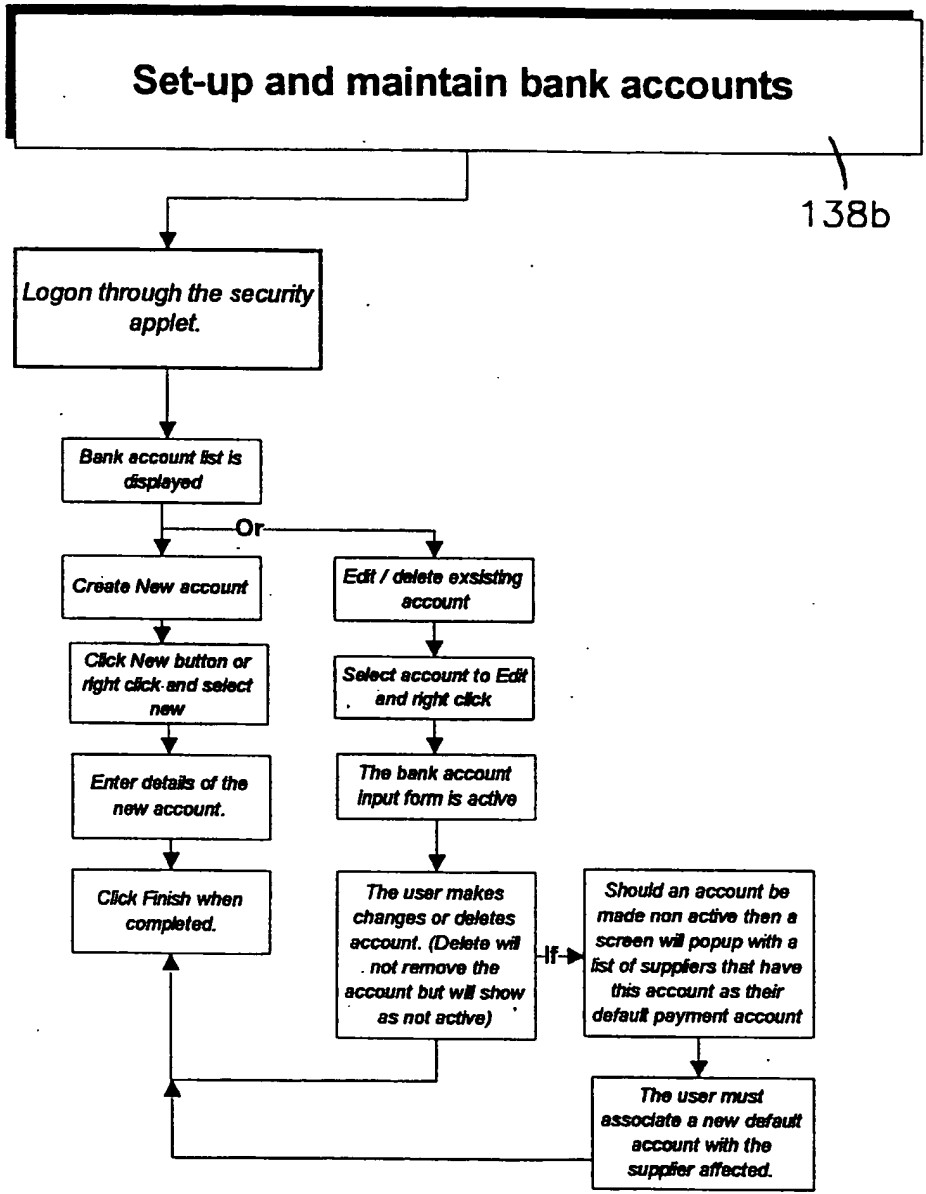 Set-up and maintain bank accounts
138b
Logon through the security
applet.
Bank account list is
displayed
Or
Create New account
Click New button or
right click and select
new
Enter details of the
new account.
Click Finish when
completed.
Edit / delete exsisting
account
Select account to Edit
and right click
The bank account
input form is active
The user makes
changes or deletes
account. (Delete will
not remove the
account but will show
as not active)
If
Should an account be
made non active then a
screen will popup with a
list of suppliers that have
this account as their
default payment account
The user must
associate a new default
account with the
supplier affected.